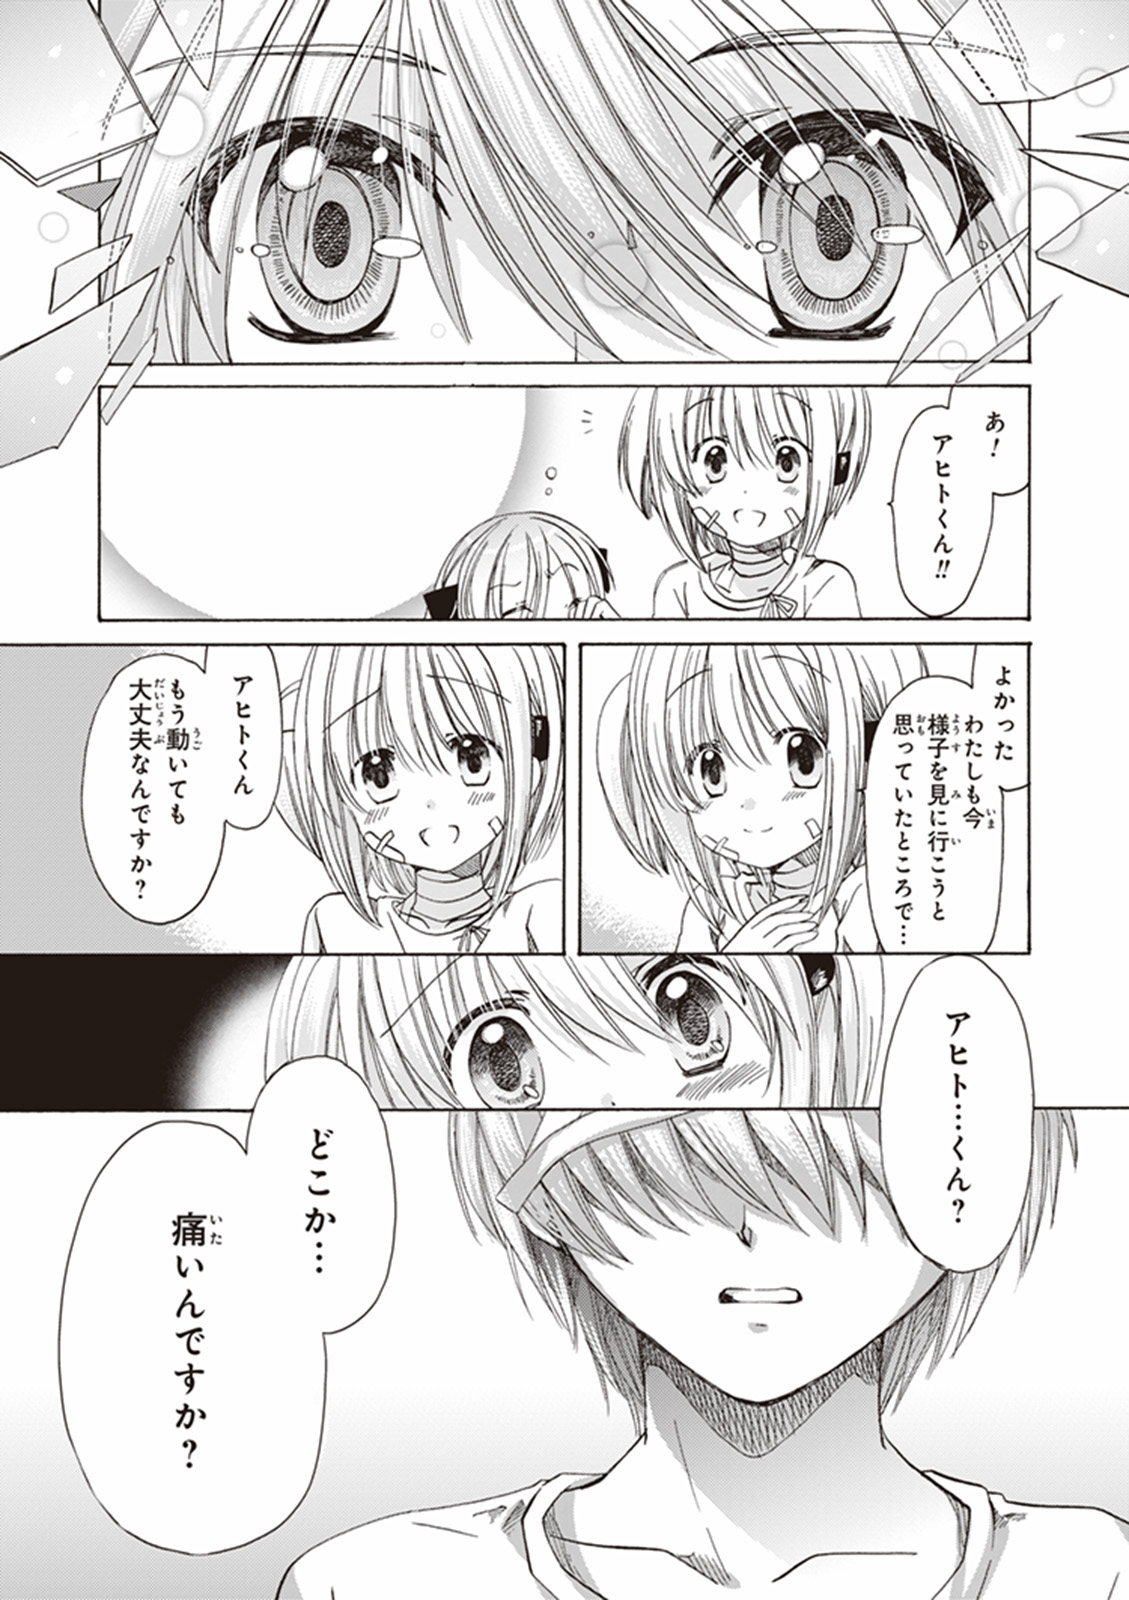 あ！
アヒトくん!!
よかった
わたしも今
様子を見に行こうと
思っていたところで…
アヒトくん
もう動いても
大丈夫なんですか？
アヒト…くん？
どこか…
痛いんですか？